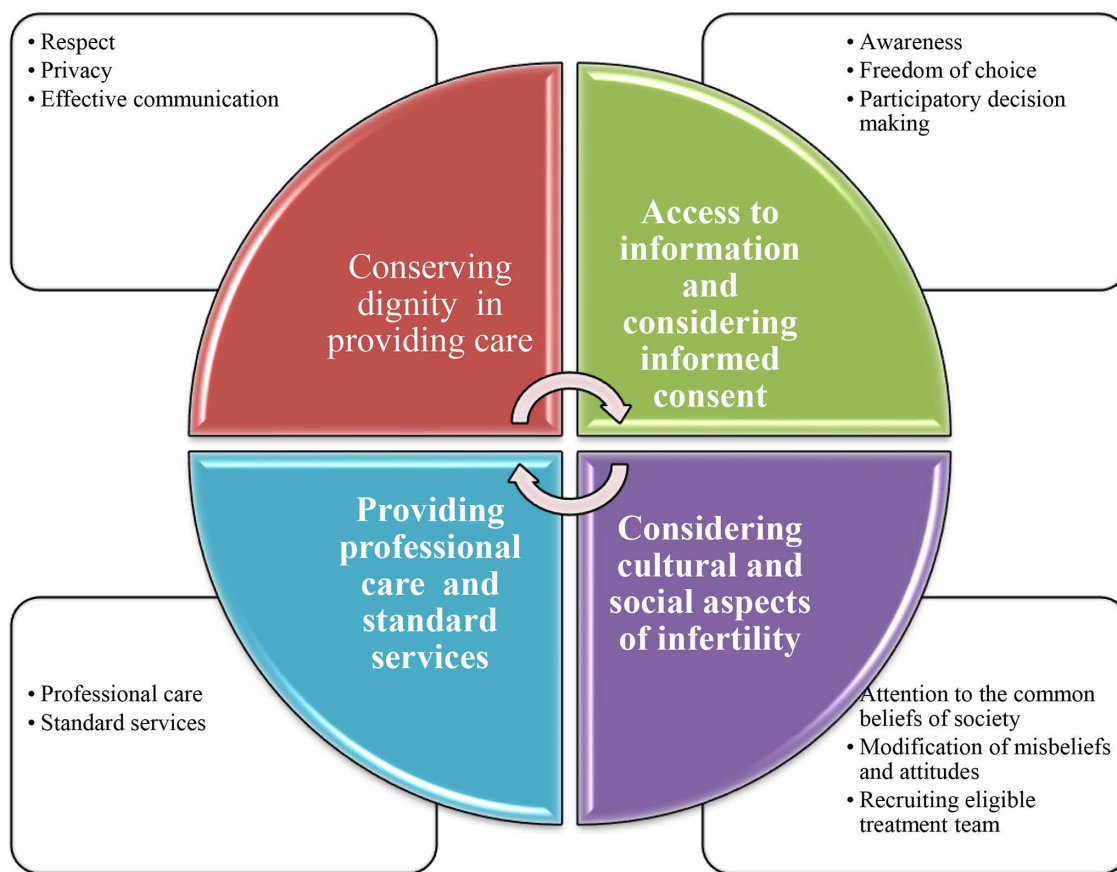 • Respect
• Privacy
• Effective communication
• Awareness
• Freedom of choice
• Participatory decision
making
Conserving
dignity in
providing care
Access to
information
and
considering
informed
consent
Providing
professional
care and
standard
services
Considering
cultural and
social aspects
of infertility
• Professional care
• Standard services
Attention to the common
beliefs of society
• Modification of misbeliefs
and attitudes
• Recruiting eligible
treatment team